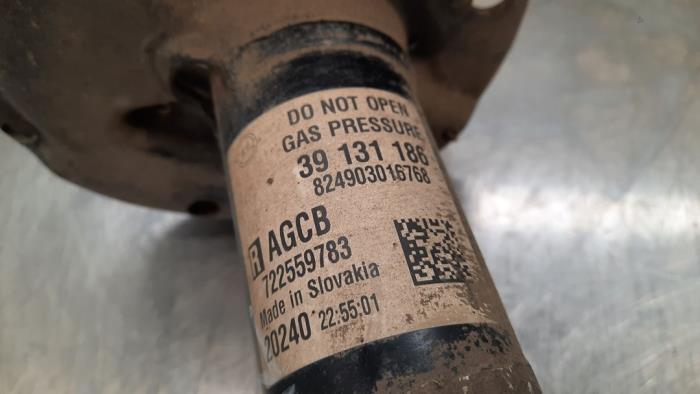 DO NOT OPEN
GAS PRESSURE
39 131 186
824903016768
R AGCB
722559783
Made in Slovakia
20240 22:55:01